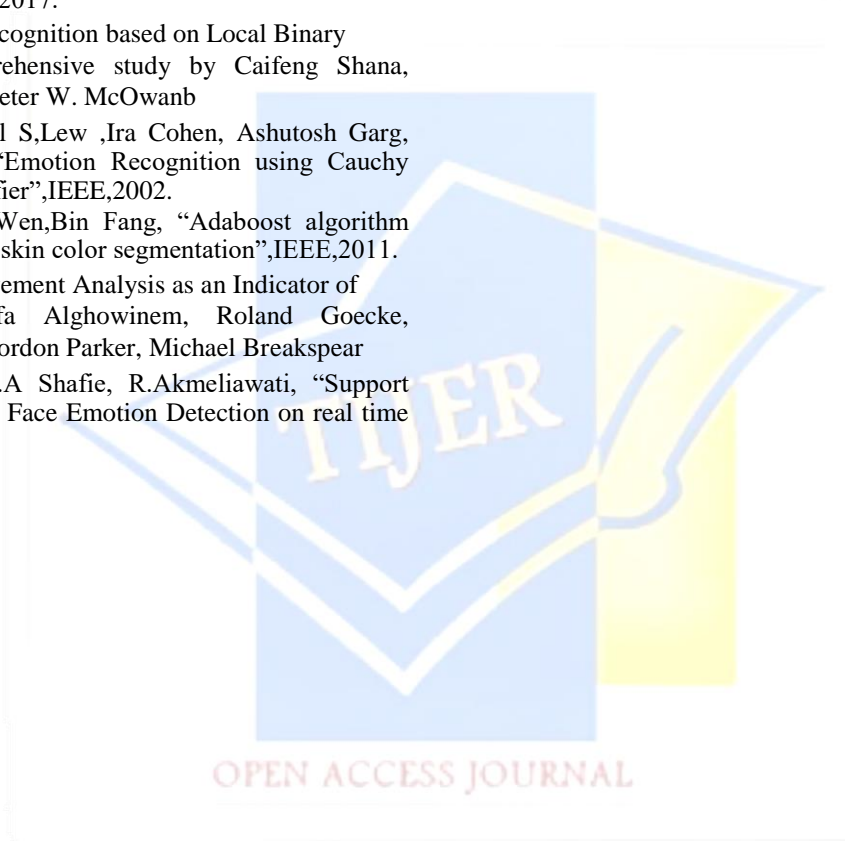 2017.
cognition based on Local Binary
rehensive study by Caifeng Shana,
eter W. McOwanb
l S,Lew ,Ira Cohen, Ashutosh Garg,
“Emotion Recognition using Cauchy
fier”,IEEE,2002.
Wen,Bin Fang, “Adaboost algorithm
skin color segmentation”,IEEE,2011.
ement Analysis as an Indicator of
fa Alghowinem, Roland Goecke,
ordon Parker, Michael Breakspear
.A Shafie, R.Akmeliawati, “Support
Face Emotion Detection on real time
TIJER
OPEN ACCESS JOURNAL